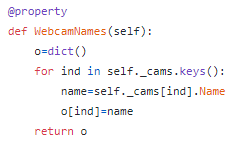 @property
def WebcamNames(self):
    o=dict()
    for ind in self._cams.keys():
        name=self._cams[ind].Name
        o[ind]=name
    return o